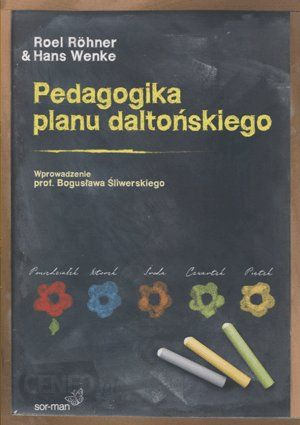 Roel Röhner
& Hans Wenke
Pedagogika
planu daltońskiego
Wprowadzenie
prof. Bogusława Śliwerskiego
Poniedziałek Wtorek Środa Czwartek Piątek
sor-man